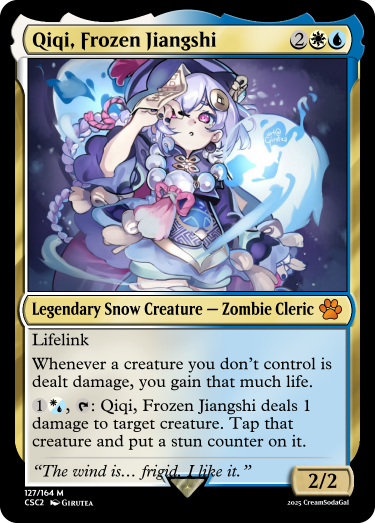 Qiqi, Frozen Jiangshi 2
Legendary Snow Creature — Zombie Cleric
Lifelink
Whenever a creature you don't control is
dealt damage, you gain that much life.
1, : Qiqi, Frozen Jiangshi deals 1
damage to target creature. Tap that
creature and put a stun counter on it.
“The wind is… frigid. I like it.”
2/2
127/164 M
CSC2 GIRUTEA
2025 CreamSodaGal